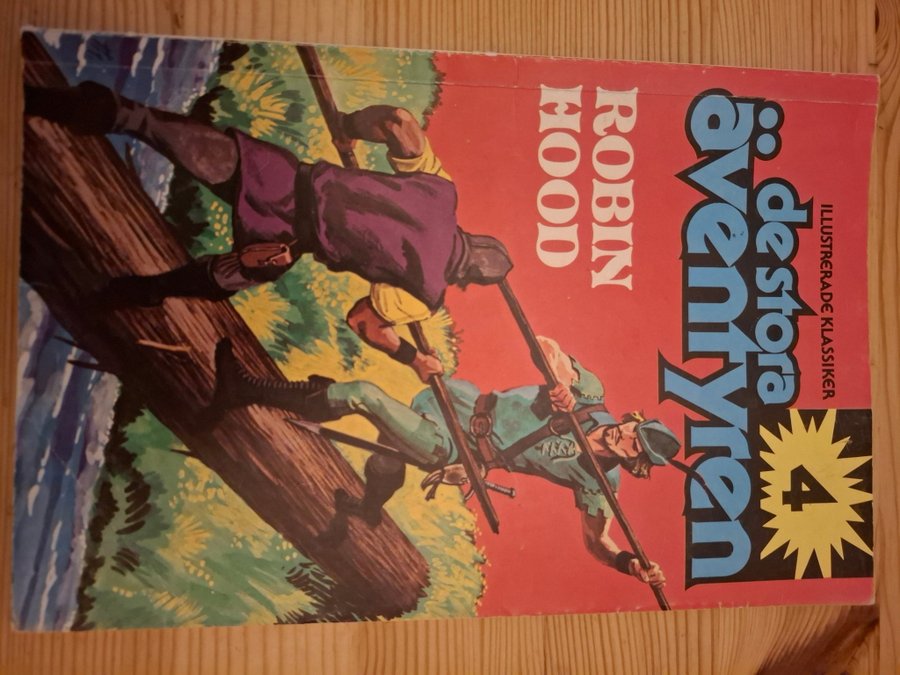 ILLUSTRERADE KLASSIKER
4
de stora
äventyren
ROBIN
HOOD